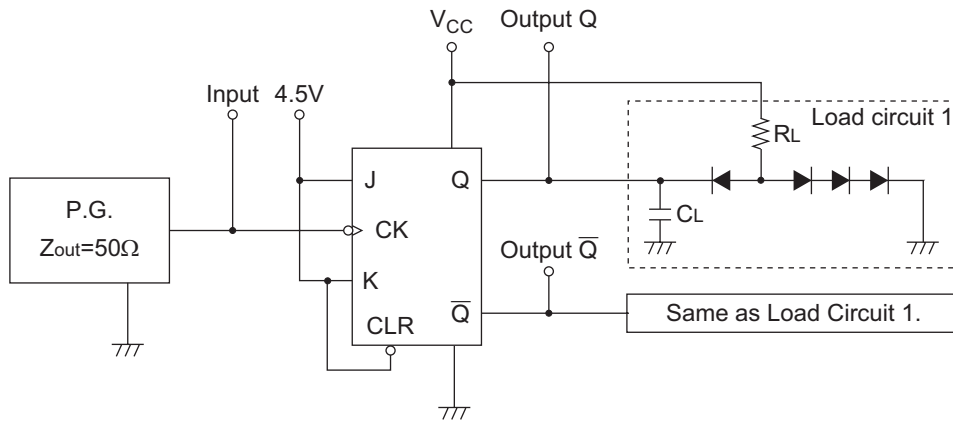 VCC
Output Q
Input
4.5V
Load circuit 1
RL
P.G.
Zout=50Ω
J
Q
CK
CL
K
Output Q̅
CLR
Q̅
Same as Load Circuit 1.